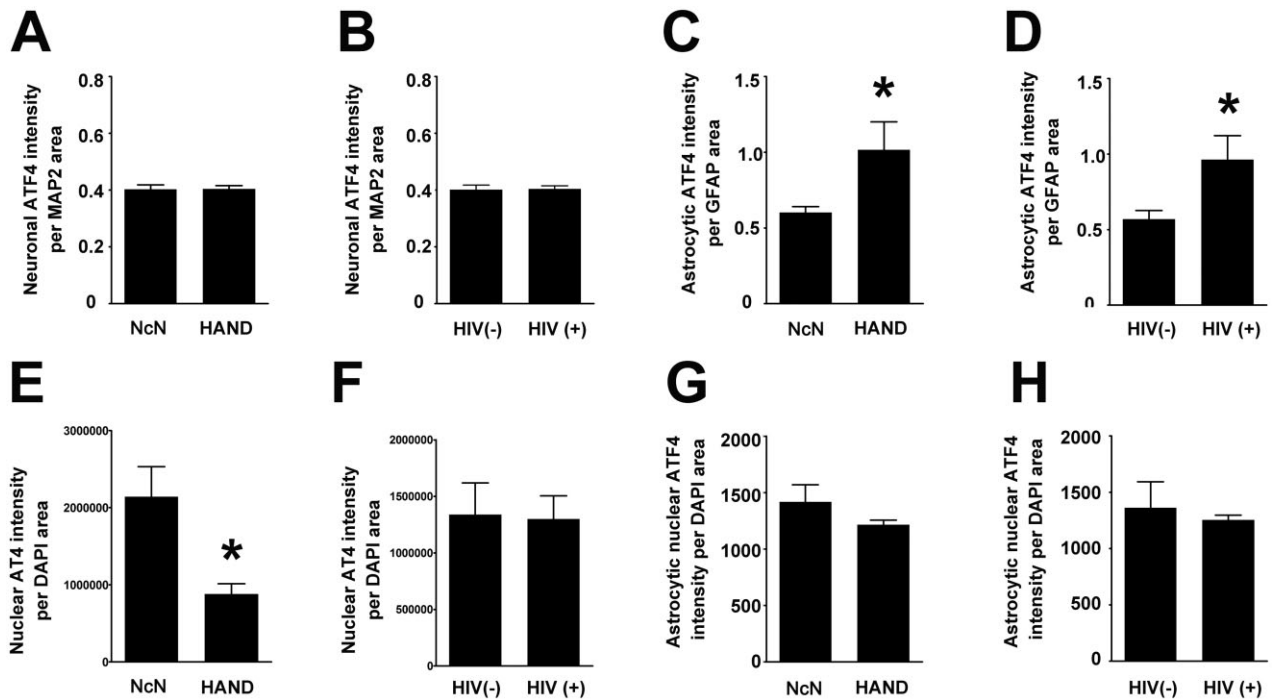 A
Neuronal ATF4 intensity
per MAP2 area
0.8
0.6
0.4
0.2
0
NcN HAND
B
Neuronal ATF4 intensity
per MAP2 area
0.8
0.6
0.4
0.2
0
HIV(-) HIV (+)
C
Astrocytic ATF4 intensity
per GFAP area
1.5
1.0
0.5
0
*
NcN HAND
D
Astrocytic ATF4 intensity
per GFAP area
1.5
1.0
0.5
0
*
HIV(-) HIV (+)
E
Nuclear AT4 intensity
per DAPI area
3000000
2000000
1000000
0
*
NcN HAND
F
Nuclear AT4 intensity
per DAPI area
2000000
1500000
1000000
500000
0
HIV(-) HIV (+)
G
Astrocytic nuclear ATF4
intensity per DAPI area
2000
1500
1000
500
0
NcN HAND
H
Astrocytic nuclear ATF4
intensity per DAPI area
2000
1500
1000
500
0
HIV(-) HIV (+)